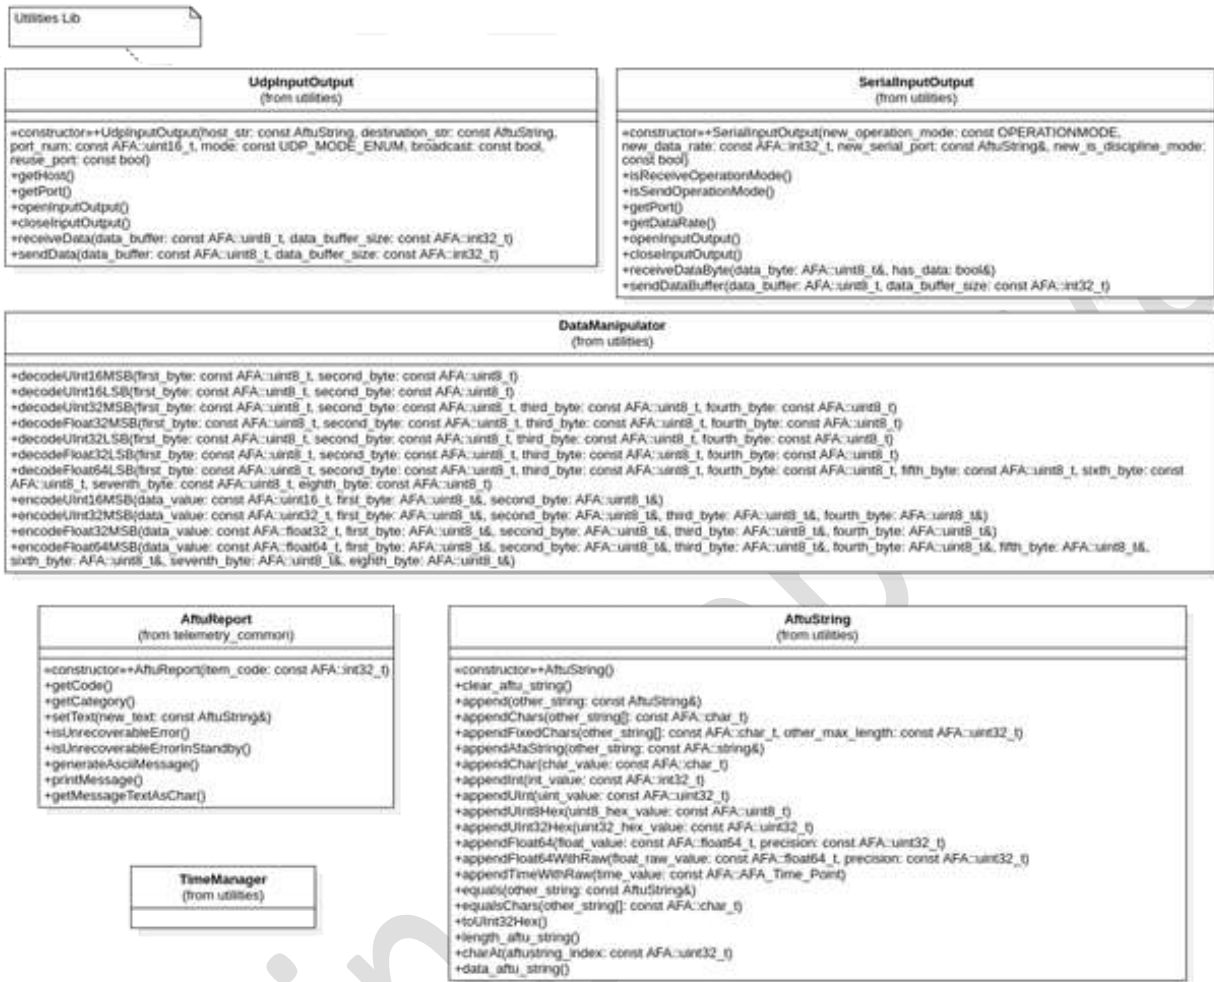 Utilities Lib
UdpInputOutput
(from utilities)
«constructor»+UdpInputOutput(host_str: const AftuString, destination_str: const AftuString,
port_num: const AFA::uint16_t, mode: const UDP_MODE_ENUM, broadcast: const bool,
reuse_port: const bool)
+getHost()
+getPort()
+openInputOutput()
+closeInputOutput()
+receiveData(data_buffer: const AFA::uint8_t, data_buffer_size: const AFA::int32_t)
+sendData(data_buffer: const AFA::uint8_t, data_buffer_size: const AFA::int32_t)
SerialInputOutput
(from utilities)
«constructor»+SerialInputOutput(new_operation_mode: const OPERATIONMODE,
new_data_rate: const AFA::int32_t, new_serial_port: const AftuString&, new_is_discipline_mode:
const bool)
+isReceiveOperationMode()
+isSendOperationMode()
+getPort()
+getDataRate()
+openInputOutput()
+closeInputOutput()
+receiveDataByte(data_byte: AFA::uint8_t&, has_data: bool&)
+sendDataBuffer(data_buffer: AFA::uint8_t, data_buffer_size: const AFA::int32_t)
DataManipulator
(from utilities)
+decodeUInt16MSB(first_byte: const AFA::uint8_t, second_byte: const AFA::uint8_t)
+decodeUInt16LSB(first_byte: const AFA::uint8_t, second_byte: const AFA::uint8_t)
+decodeUInt32MSB(first_byte: const AFA::uint8_t, second_byte: const AFA::uint8_t, third_byte: const AFA::uint8_t, fourth_byte: const AFA::uint8_t)
+decodeFloat32MSB(first_byte: const AFA::uint8_t, second_byte: const AFA::uint8_t, third_byte: const AFA::uint8_t, fourth_byte: const AFA::uint8_t)
+decodeUInt32LSB(first_byte: const AFA::uint8_t, second_byte: const AFA::uint8_t, third_byte: const AFA::uint8_t, fourth_byte: const AFA::uint8_t)
+decodeFloat32LSB(first_byte: const AFA::uint8_t, second_byte: const AFA::uint8_t, third_byte: const AFA::uint8_t, fourth_byte: const AFA::uint8_t)
+decodeFloat64LSB(first_byte: const AFA::uint8_t, second_byte: const AFA::uint8_t, third_byte: const AFA::uint8_t, fourth_byte: const AFA::uint8_t, fifth_byte: const AFA::uint8_t, sixth_byte: const
AFA::uint8_t, seventh_byte: const AFA::uint8_t, eighth_byte: const AFA::uint8_t)
+encodeUInt16MSB(data_value: const AFA::uint16_t, first_byte: AFA::uint8_t&, second_byte: AFA::uint8_t&)
+encodeUInt32MSB(data_value: const AFA::uint32_t, first_byte: AFA::uint8_t&, second_byte: AFA::uint8_t&, third_byte: AFA::uint8_t&, fourth_byte: AFA::uint8_t&)
+encodeFloat32MSB(data_value: const AFA::float32_t, first_byte: AFA::uint8_t&, second_byte: AFA::uint8_t&, third_byte: AFA::uint8_t&, fourth_byte: AFA::uint8_t&)
+encodeFloat64MSB(data_value: const AFA::float64_t, first_byte: AFA::uint8_t&, second_byte: AFA::uint8_t&, third_byte: AFA::uint8_t&, fourth_byte: AFA::uint8_t&, fifth_byte: AFA::uint8_t&,
sixth_byte: AFA::uint8_t&, seventh_byte: AFA::uint8_t&, eighth_byte: AFA::uint8_t&)
AftuReport
(from telemetry_common)
«constructor»+AftuReport(item_code: const AFA::int32_t)
+getCode()
+getCategory()
+setText(new_text: const AftuString&)
+isUnrecoverableError()
+isUnrecoverableErrorInStandby()
+generateAsciiMessage()
+printMessage()
+getMessageTextAsChar()
TimeManager
(from utilities)
AftuString
(from utilities)
«constructor»+AftuString()
+clear_aftu_string()
+append(other_string: const AftuString&)
+appendChars(other_string[]: const AFA::char_t)
+appendFixedChars(other_string[]: const AFA::char_t, other_max_length: const AFA::uint32_t)
+appendAfaString(other_string: const AFA::string&)
+appendChar(char_value: const AFA::char_t)
+appendInt(int_value: const AFA::int32_t)
+appendUInt(uint_value: const AFA::uint32_t)
+appendUInt8Hex(uint8_hex_value: const AFA::uint8_t)
+appendUInt32Hex(uint32_hex_value: const AFA::uint32_t)
+appendFloat64(float_value: const AFA::float64_t, precision: const AFA::uint32_t)
+appendFloat64WithRaw(float_raw_value: const AFA::float64_t, precision: const AFA::uint32_t)
+appendTimeWithRaw(time_value: const AFA::AFA_Time_Point)
+equals(other_string: const AftuString&)
+equalsChars(other_string[]: const AFA::char_t)
+toUInt32Hex()
+length_aftu_string()
+charAt(aftustring_index: const AFA::uint32_t)
+data_aftu_string()